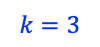 k = 3